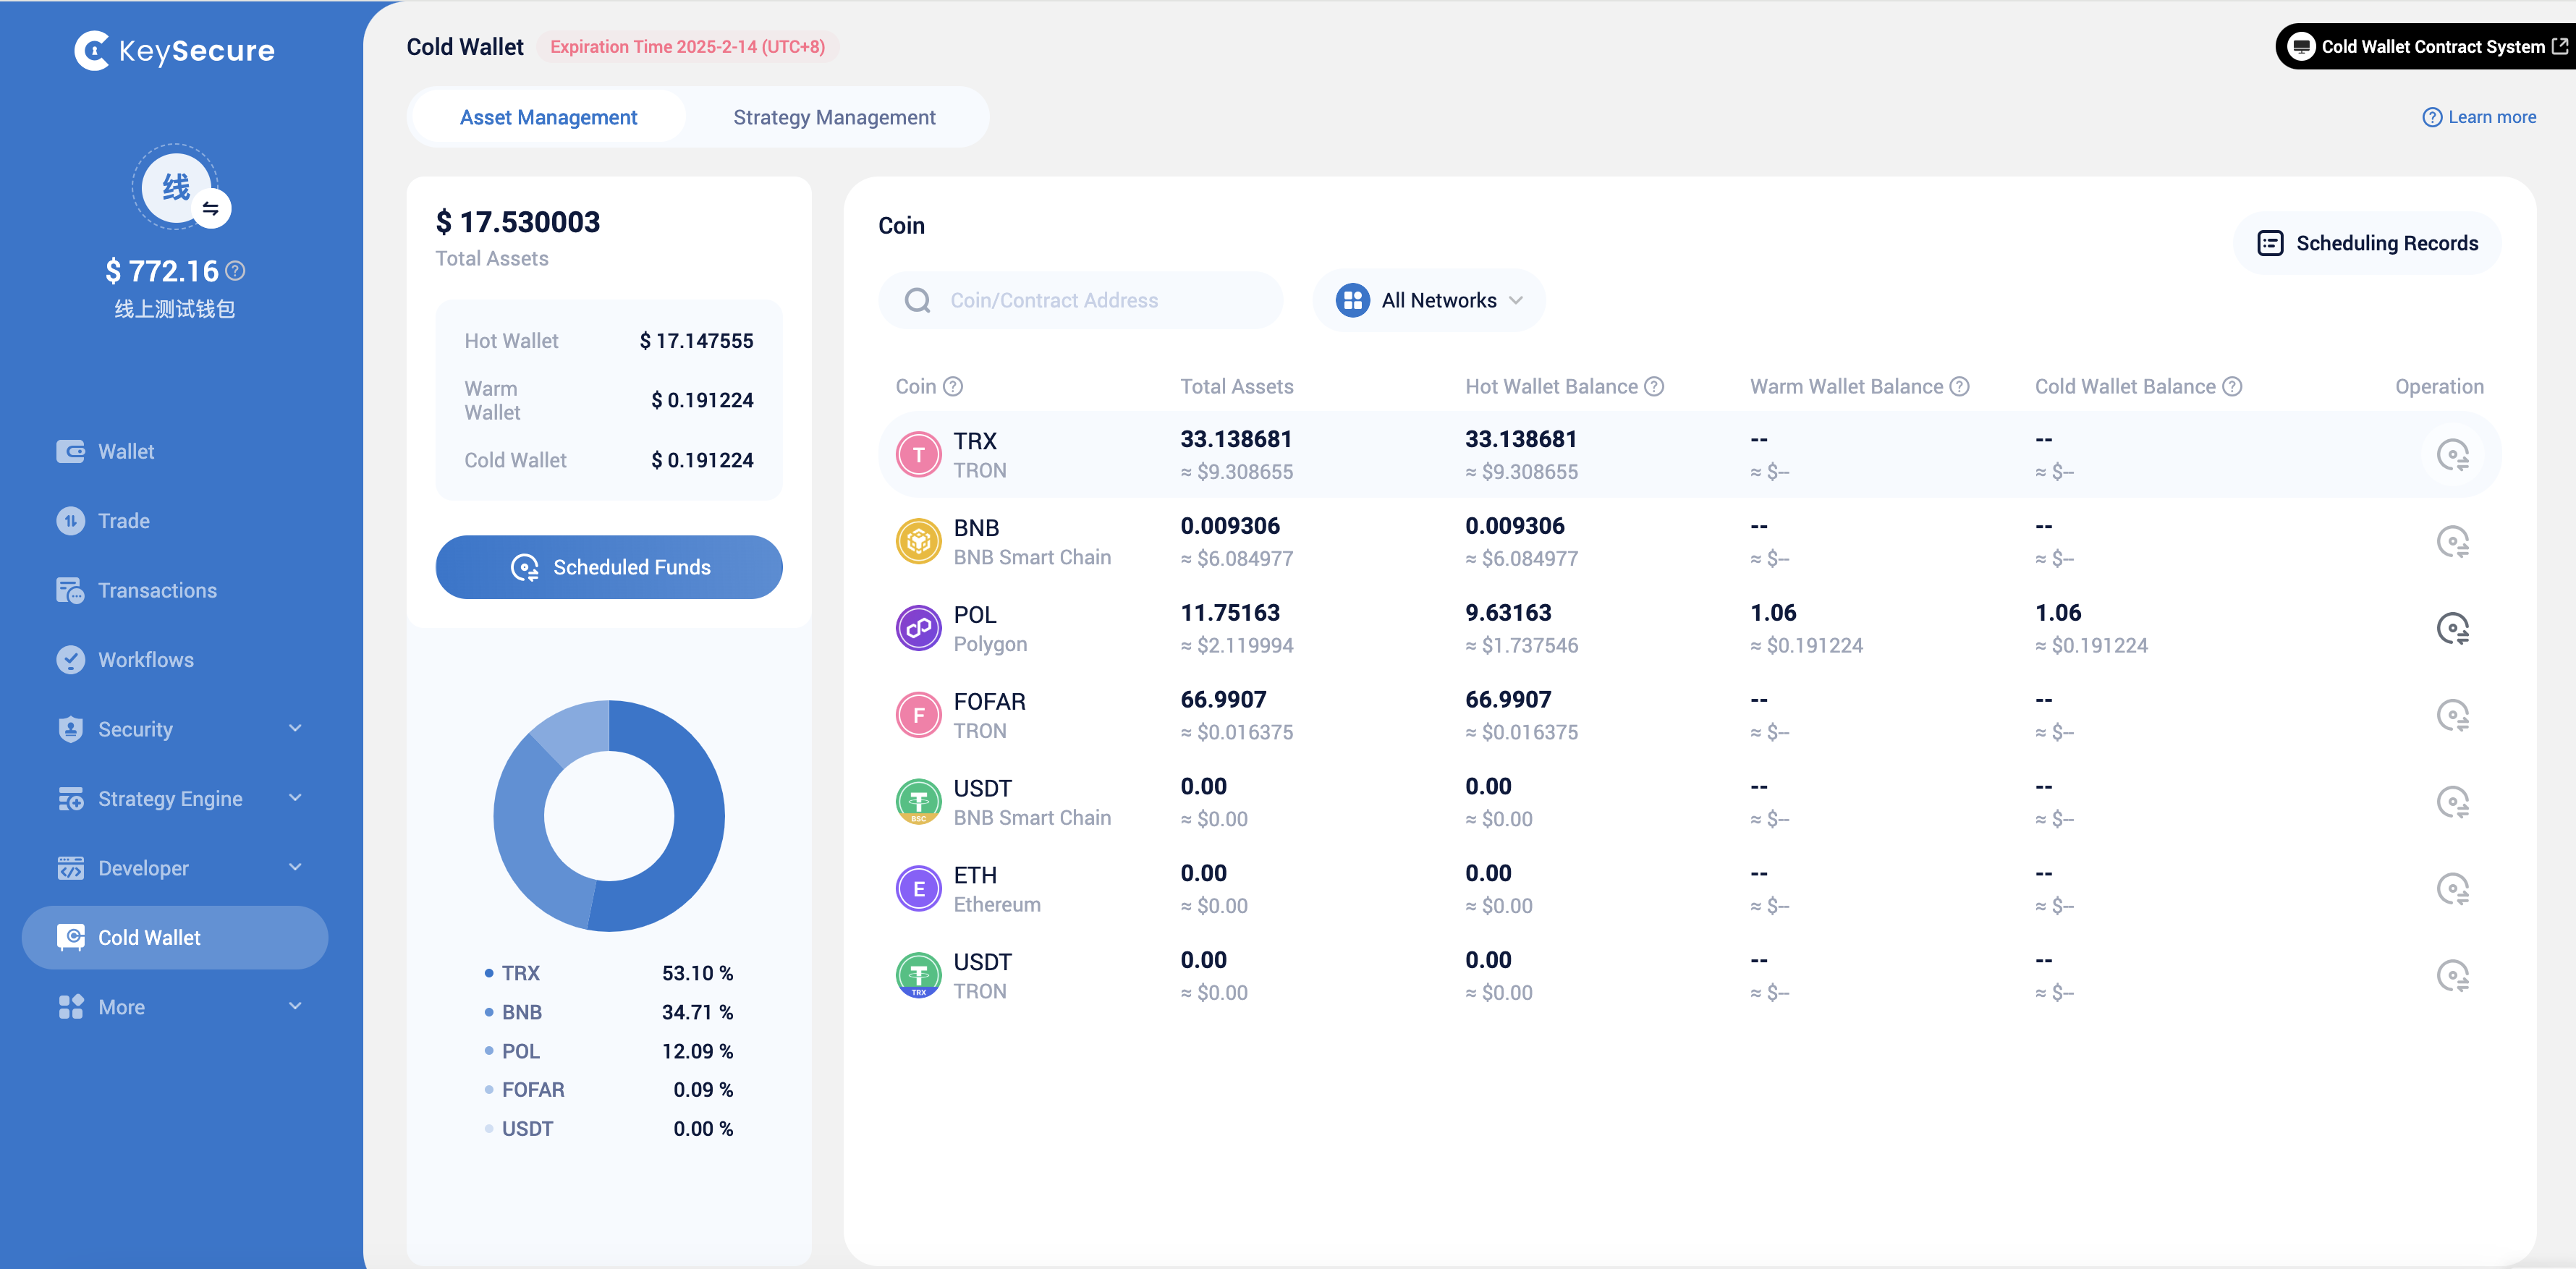 KeySecure
线
$ 772.16
线上测试钱包
Wallet
Trade
Transactions
Workflows
Security
Strategy Engine
Developer
Cold Wallet
More
Cold Wallet Expiration Time 2025-2-14 (UTC+8)
Cold Wallet Contract System
Asset Management Strategy Management
Learn more
$ 17.530003
Total Assets
Hot Wallet $ 17.147555
Warm Wallet $ 0.191224
Cold Wallet $ 0.191224
Scheduled Funds
TRX 53.10 %
BNB 34.71 %
POL 12.09 %
FOFAR 0.09 %
USDT 0.00 %
Coin
Scheduling Records
Coin/Contract Address All Networks
Coin Total Assets Hot Wallet Balance Warm Wallet Balance Cold Wallet Balance Operation
T TRX 33.138681 33.138681 -- --
TRON ≈ $9.308655 ≈ $9.308655 ≈ $-- ≈ $--
BNB 0.009306 0.009306 -- --
BNB Smart Chain ≈ $6.084977 ≈ $6.084977 ≈ $-- ≈ $--
POL 11.75163 9.63163 1.06 1.06
Polygon ≈ $2.119994 ≈ $1.737546 ≈ $0.191224 ≈ $0.191224
F FOFAR 66.9907 66.9907 -- --
TRON ≈ $0.016375 ≈ $0.016375 ≈ $-- ≈ $--
USDT 0.00 0.00 -- --
BSC BNB Smart Chain ≈ $0.00 ≈ $0.00 ≈ $-- ≈ $--
E ETH 0.00 0.00 -- --
Ethereum ≈ $0.00 ≈ $0.00 ≈ $-- ≈ $--
USDT 0.00 0.00 -- --
TRX TRON ≈ $0.00 ≈ $0.00 ≈ $-- ≈ $--